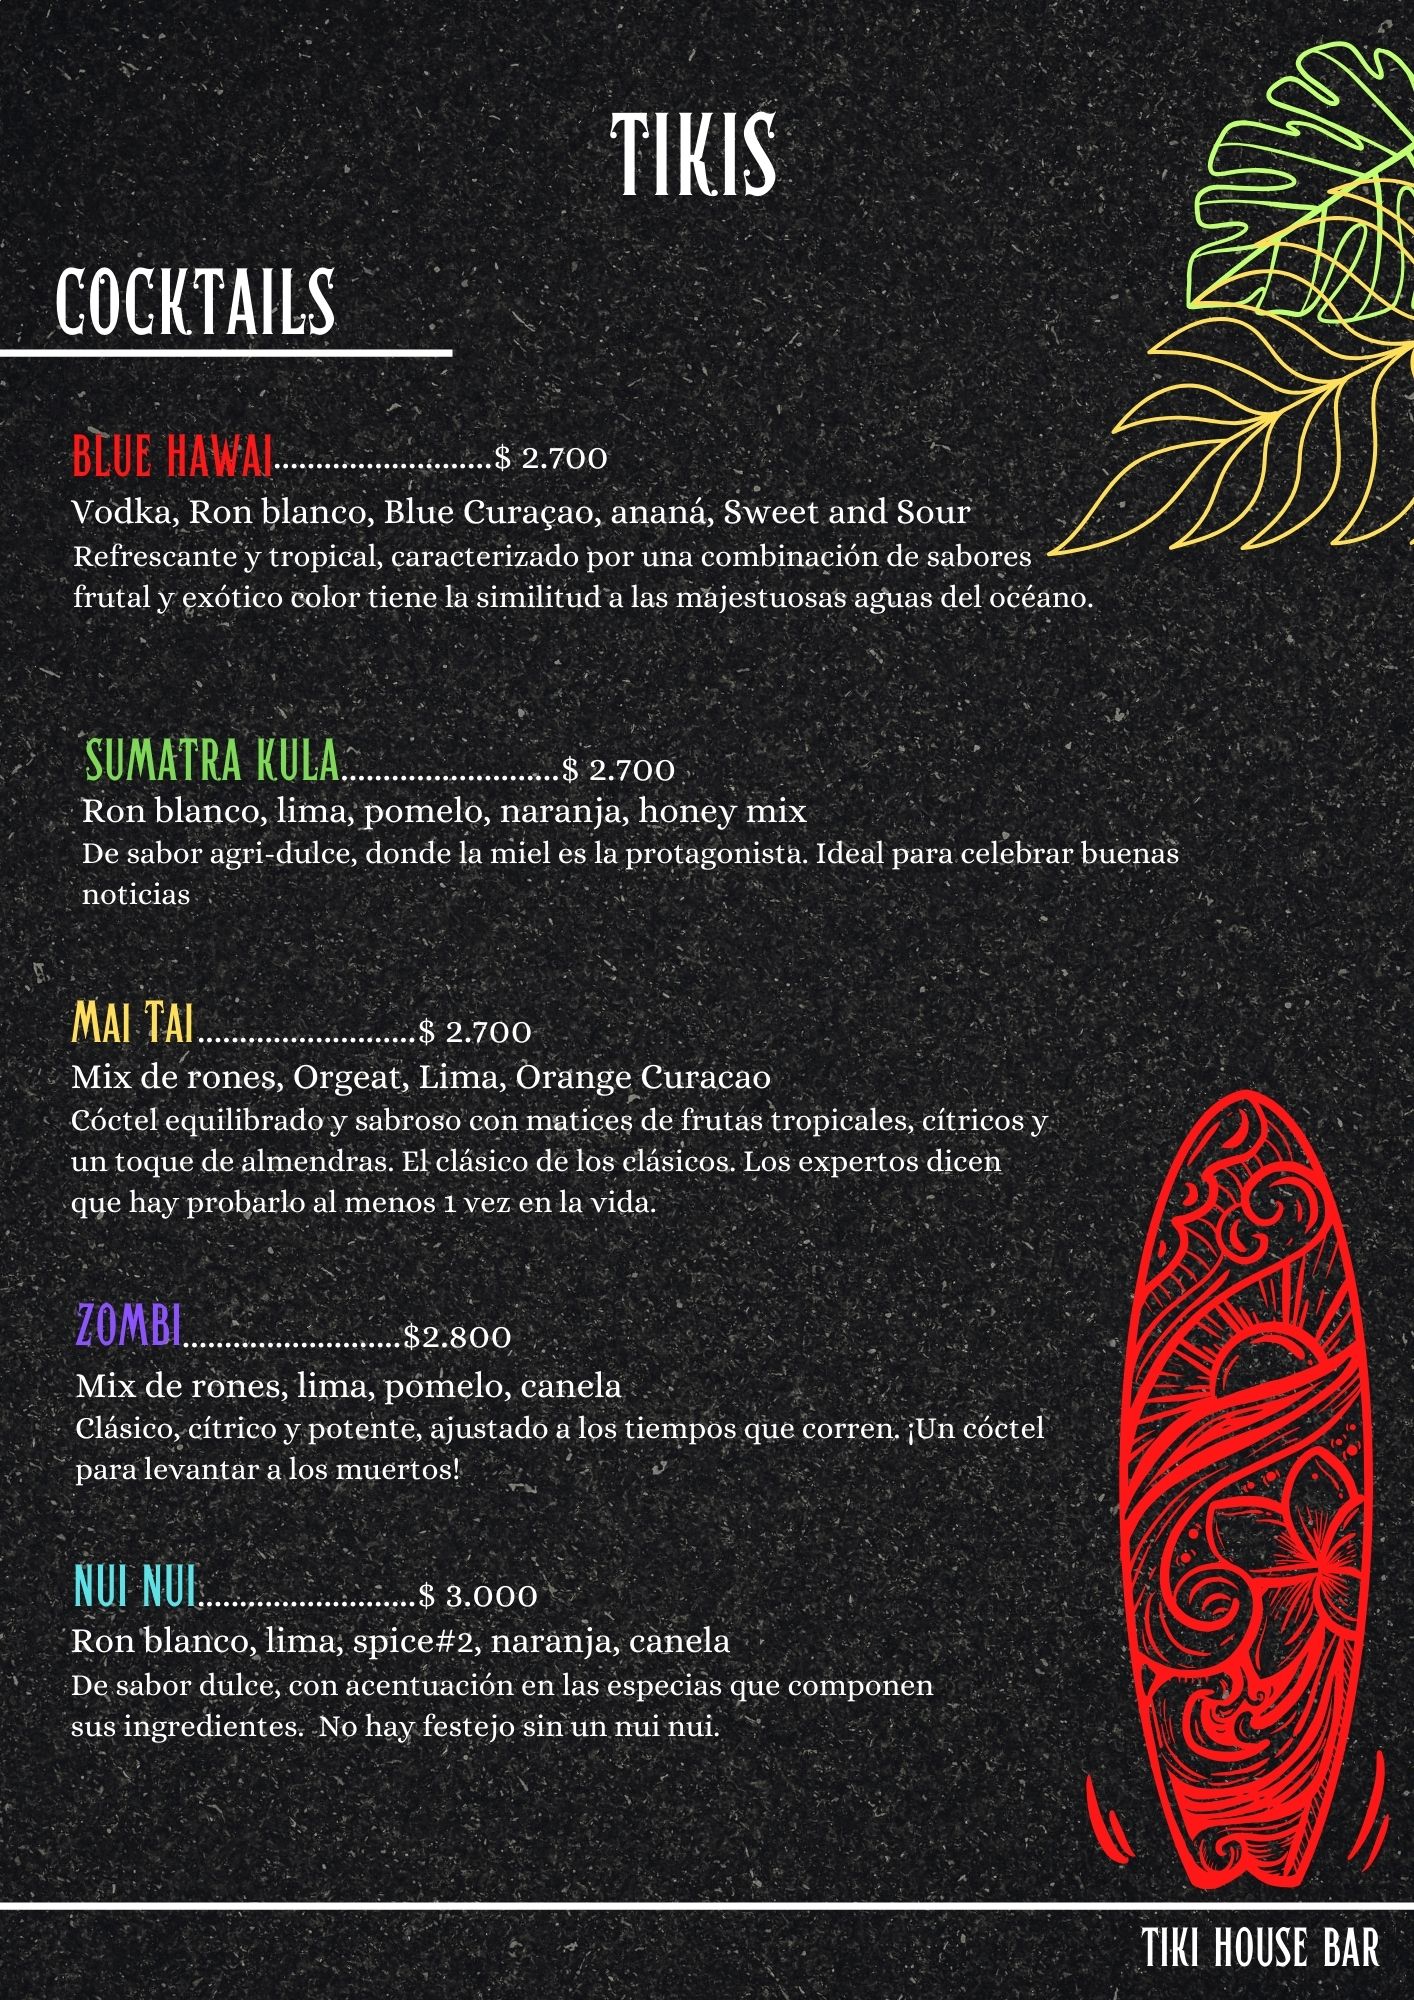 TIKIS
COCKTAILS
BLUE HAWAI..........................$ 2.700
Vodka, Ron blanco, Blue Curaçao, ananá, Sweet and Sour
Refrescante y tropical, caracterizado por una combinación de sabores
frutal y exótico color tiene la similitud a las majestuosas aguas del océano.
SUMATRA KULA..........................$ 2.700
Ron blanco, lima, pomelo, naranja, honey mix
De sabor agri-dulce, donde la miel es la protagonista. Ideal para celebrar buenas
noticias
MAI TAI..........................$ 2.700
Mix de rones, Orgeat, Lima, Orange Curacao
Cóctel equilibrado y sabroso con matices de frutas tropicales, cítricos y
un toque de almendras. El clásico de los clásicos. Los expertos dicen
que hay probarlo al menos 1 vez en la vida.
ZOMBI..........................$2.800
Mix de rones, lima, pomelo, canela
Clásico, cítrico y potente, ajustado a los tiempos que corren. ¡Un cóctel
para levantar a los muertos!
NUI NUI..........................$ 3.000
Ron blanco, lima, spice#2, naranja, canela
De sabor dulce, con acentuación en las especias que componen
sus ingredientes.  No hay festejo sin un nui nui.
TIKI HOUSE BAR